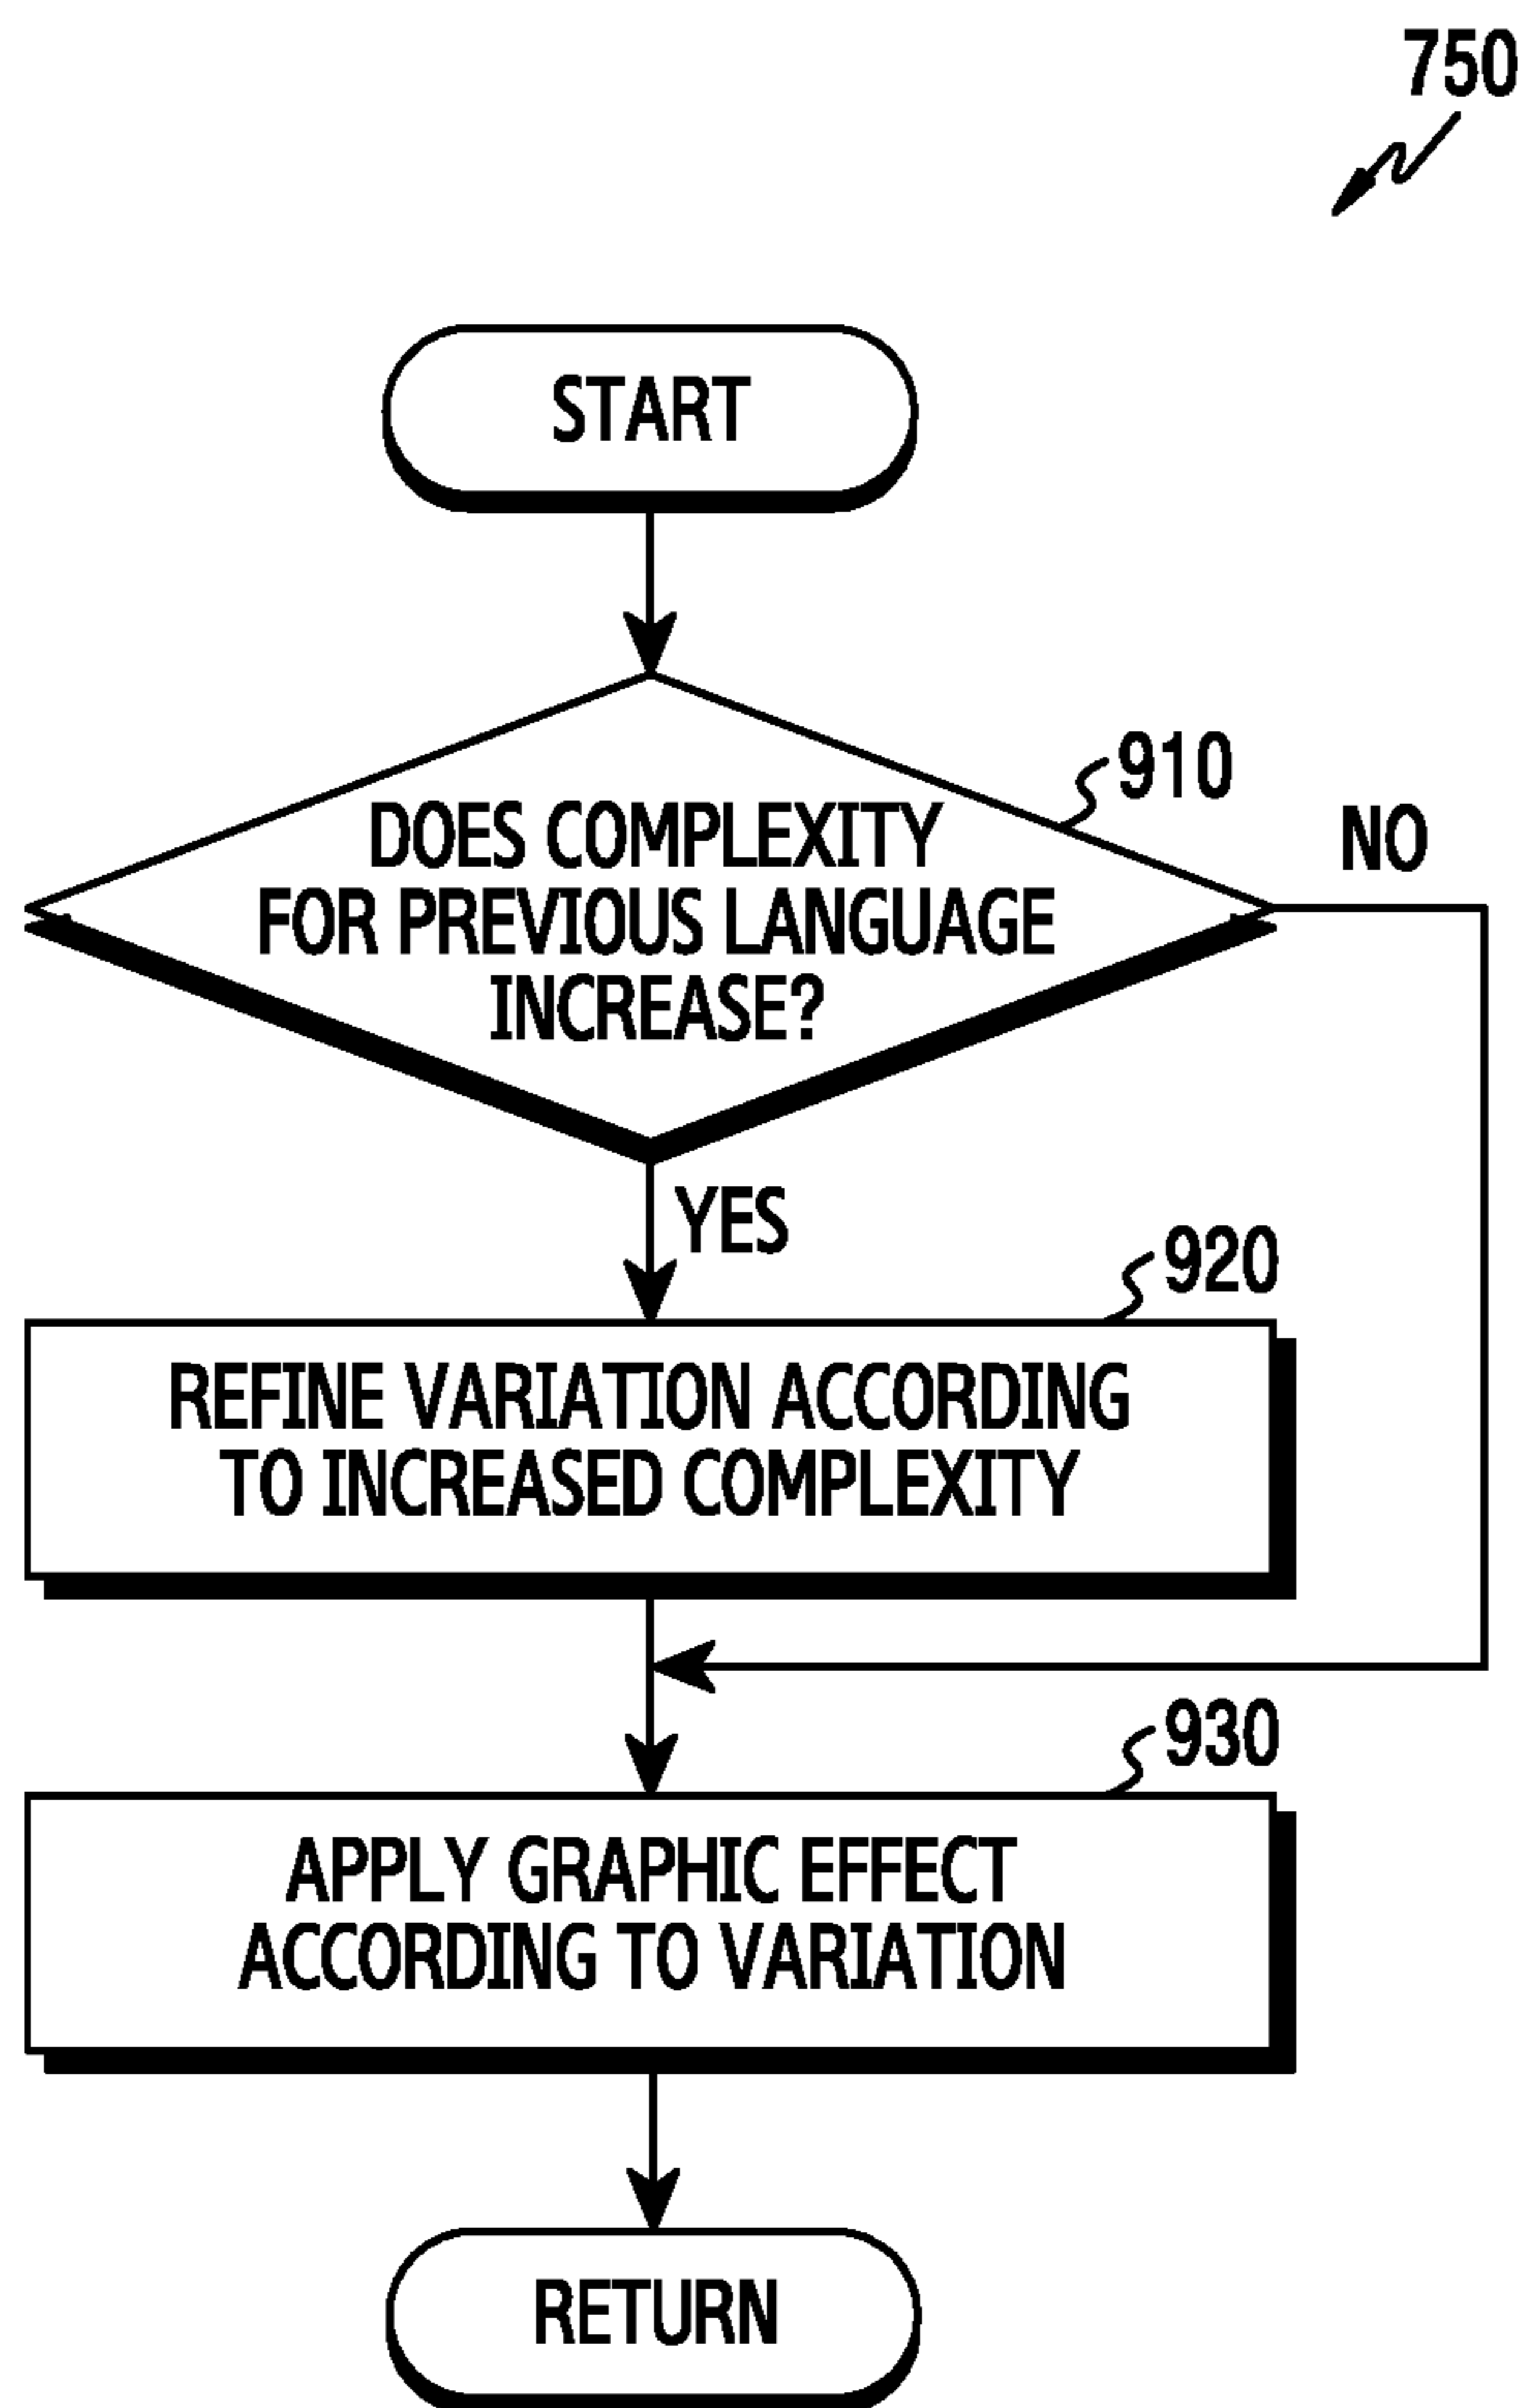 750
START
910
DOES COMPLEXITY
FOR PREVIOUS LANGUAGE
INCREASE?
NO
YES
920
REFINE VARIATION ACCORDING
TO INCREASED COMPLEXITY
930
APPLY GRAPHIC EFFECT
ACCORDING TO VARIATION
RETURN